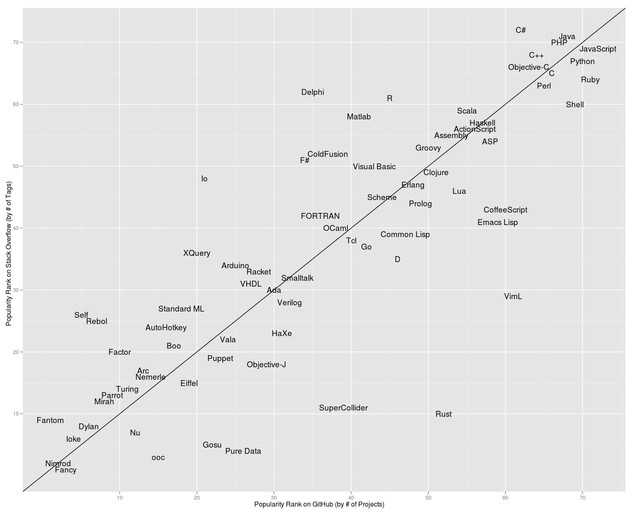 C#
Java
PHP
JavaScript
C++
Python
Objective-C
C
Ruby
Perl
Delphi
R
Shell
Scala
Matlab
Haskell
ActionScript
Assembly
ASP
Groovy
ColdFusion
F#
Visual Basic
Clojure
Io
Erlang
Lua
Scheme
Prolog
CoffeeScript
FORTRAN
Emacs Lisp
OCaml
Common Lisp
Tcl
Go
XQuery
D
Arduino
Racket
Smalltalk
VHDL
Ada
VimL
Verilog
Standard ML
Self
Rebol
AutoHotkey
HaXe
Vala
Boo
Factor
Puppet
Objective-J
Arc
Nemerle
Eiffel
Turing
Parrot
Mirah
SuperCollider
Rust
Fantom
Dylan
Nu
Ioke
Gosu
Pure Data
ooc
Nimrod
Fancy
Popularity Rank on Stack Overflow (by # of Tags)
70
60
50
40
30
20
10
10 20 30 40 50 60 70
Popularity Rank on GitHub (by # of Projects)